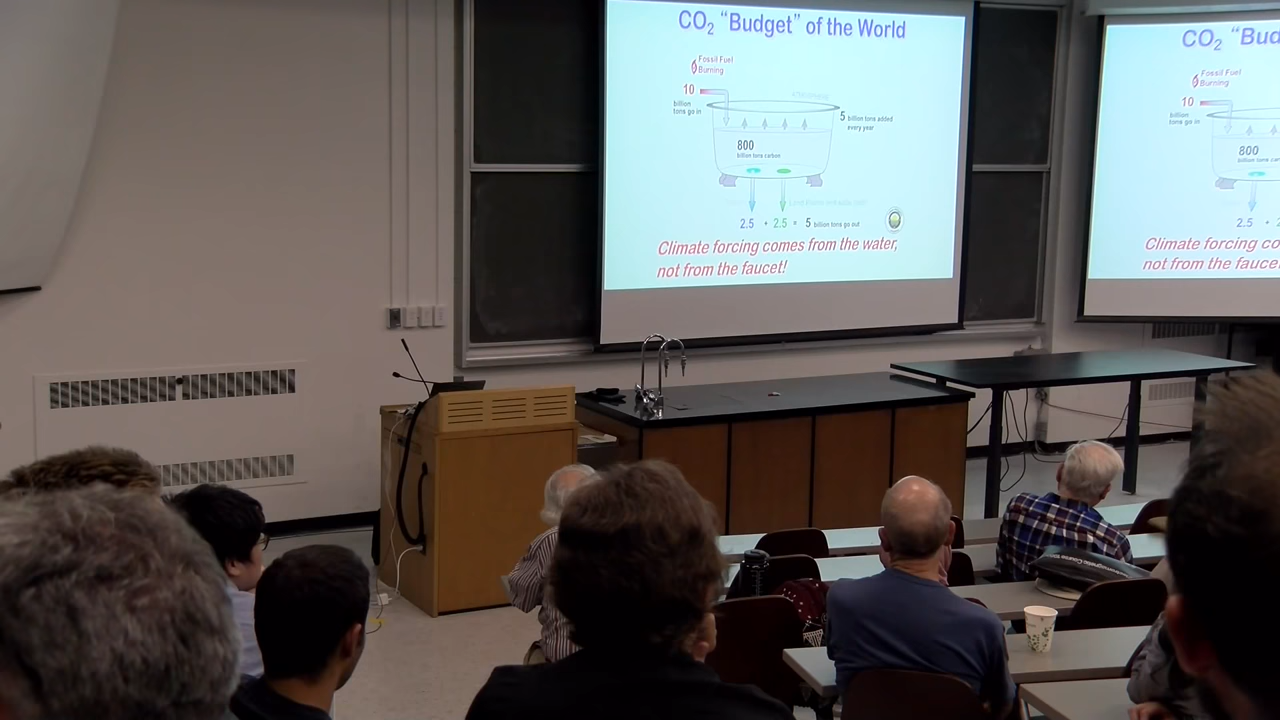 CO₂ "Budget" of the World
Fossil Fuel
Burning
10
billion
tons go in
ATMOSPHERE
5 billion tons added
every year
800
billion tons carbon
2.5 + 2.5 = 5 billion tons go out
Climate forcing comes from the water,
not from the faucet!
CO₂ "Bud
Fossil Fuel
Burning
10
billion
tons go in
800
billion tons car
2.5
Climate forcing co
not from the fauce